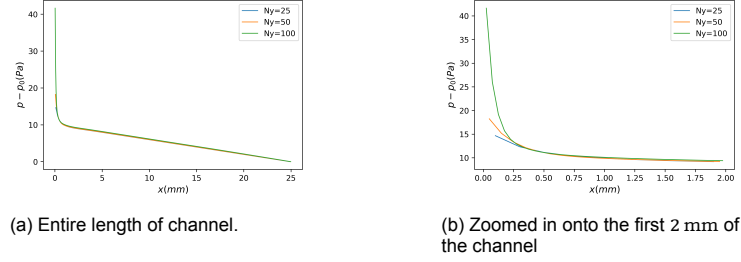 40
30
20
10
0
p − p₀(Pa)
0
5
10
15
20
25
x(mm)
Ny=25
Ny=50
Ny=100
40
35
30
25
20
15
10
p − p₀(Pa)
0.00
0.25
0.50
0.75
1.00
1.25
1.50
1.75
2.00
x(mm)
Ny=25
Ny=50
Ny=100
(a) Entire length of channel.
(b) Zoomed in onto the first 2 mm of
the channel